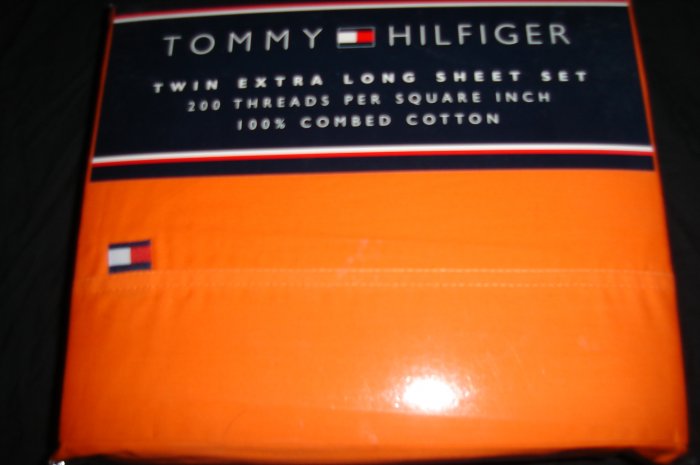 TOMMY HILFIGER
TWIN EXTRA LONG SHEET SET
200 THREADS PER SQUARE INCH
100% COMBED COTTON